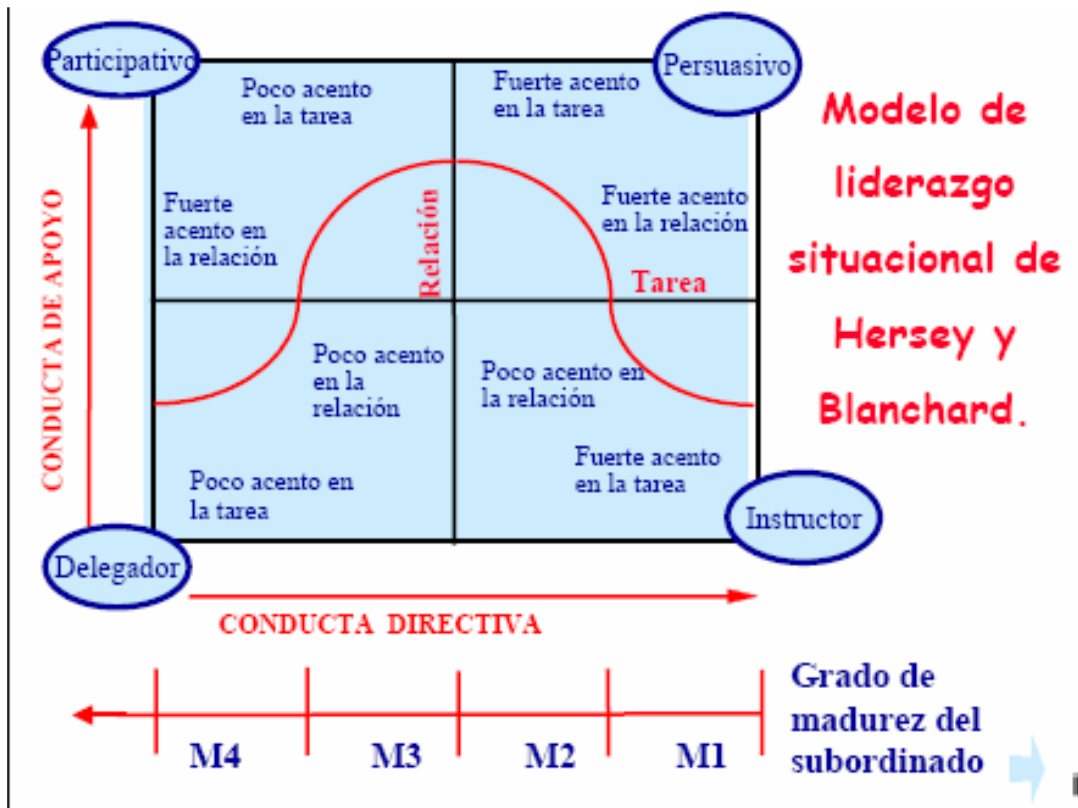 Participativo
Persuasivo
Poco acento
en la tarea
Fuerte acento
en la tarea
Modelo de
liderazgo
situacional de
Hersey y
Blanchard.
CONDUCTA DE APOYO
Fuerte
acento en
la relación
Relación
Fuerte acento
en la relación
Tarea
Poco acento
en la
relación
Poco acento en
la relación
Poco acento en
la tarea
Fuerte acento
en la tarea
Instructor
Delegador
CONDUCTA DIRECTIVA
Grado de
madurez del
subordinado
M4
M3
M2
M1